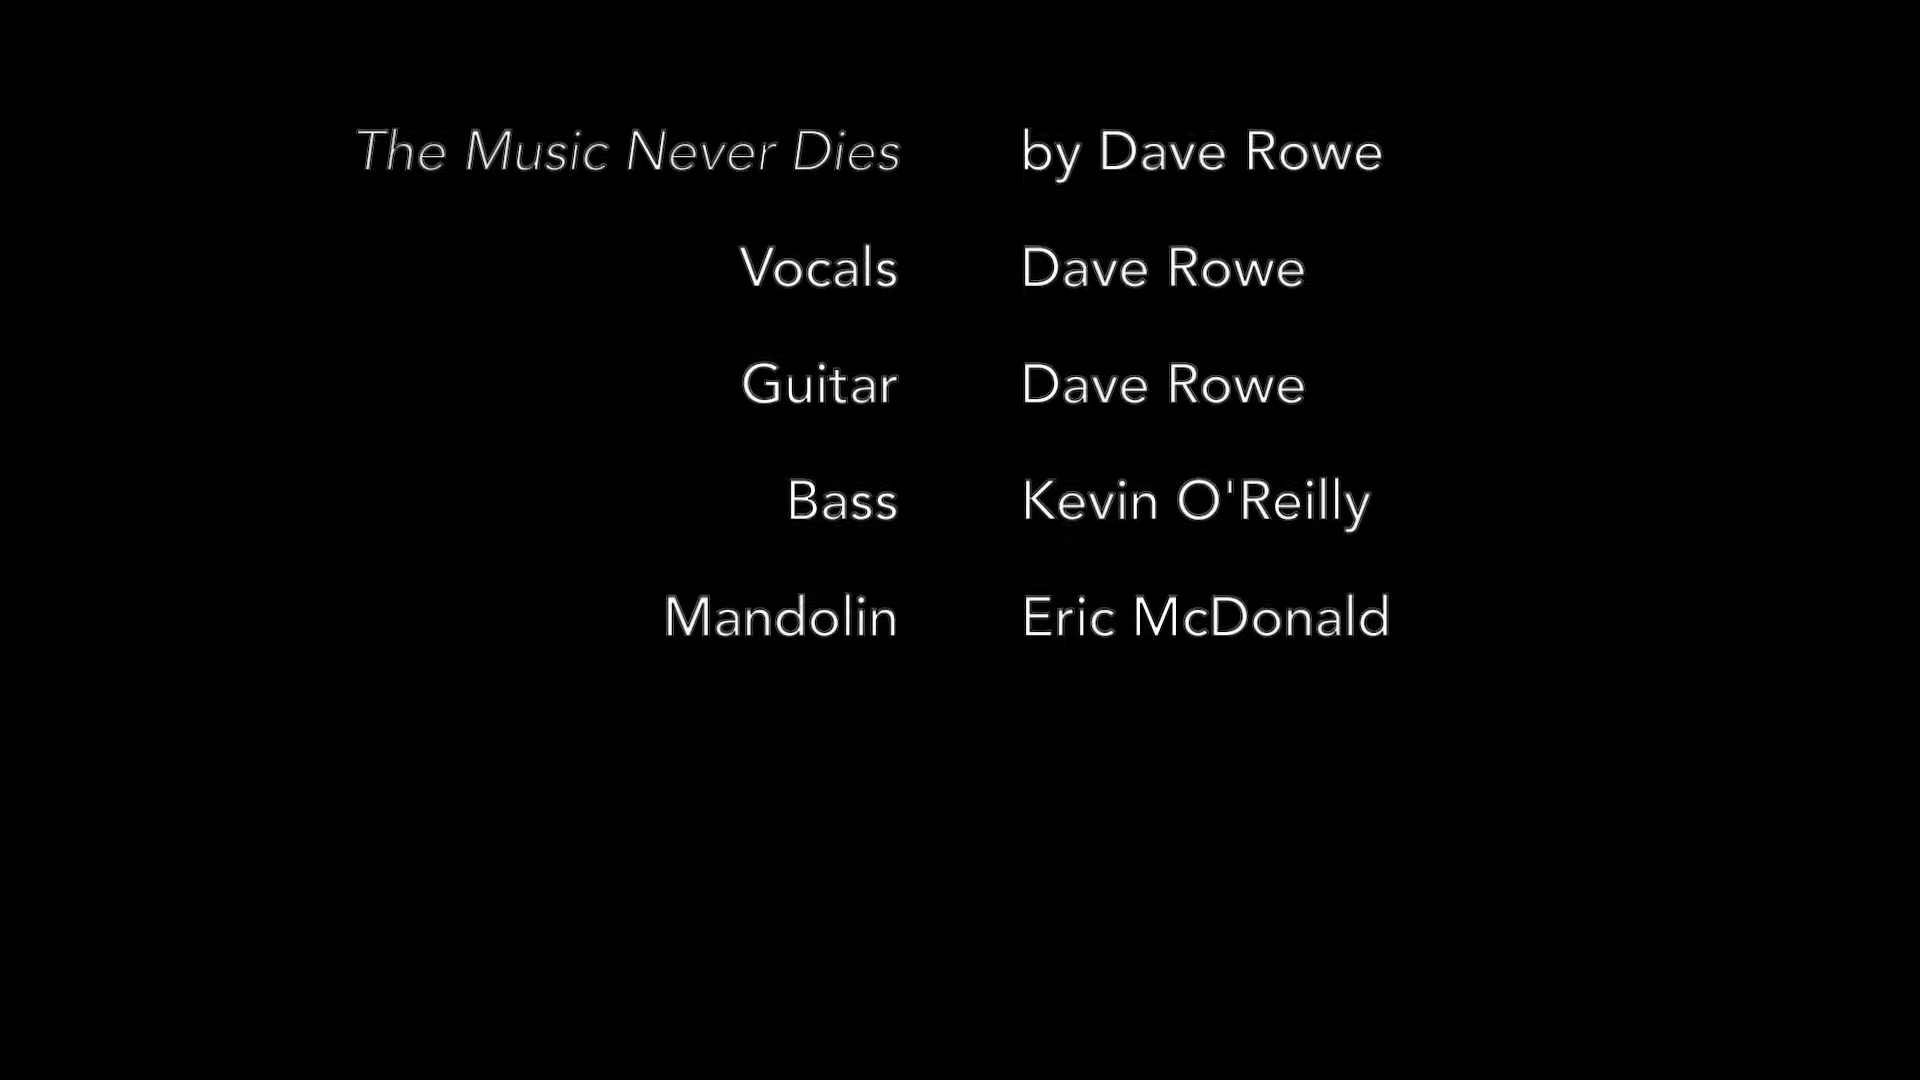 The Music Never Dies by Dave Rowe
Vocals Dave Rowe
Guitar Dave Rowe
Bass Kevin O'Reilly
Mandolin Eric McDonald